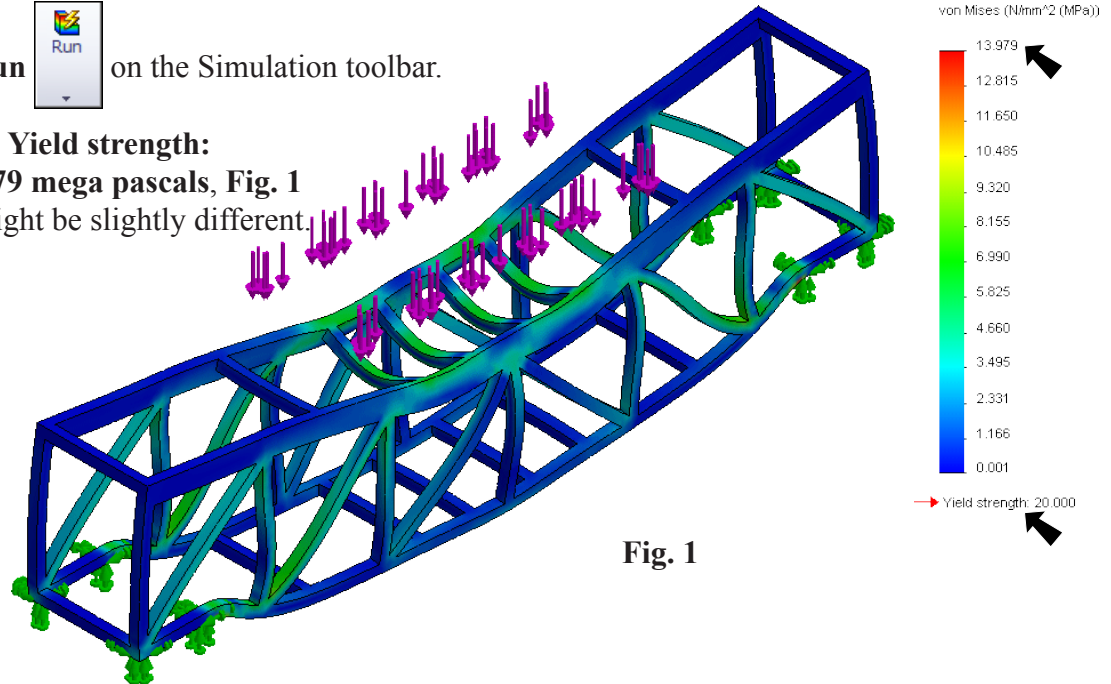 un Run on the Simulation toolbar.
Yield strength:
79 mega pascals, Fig. 1
ight be slightly different.
von Mises (N/mm^2 (MPa))
13.979
12.815
11.650
10.485
9.320
8.155
6.990
5.825
4.660
3.495
2.331
1.166
0.001
Yield strength: 20.000
Fig. 1